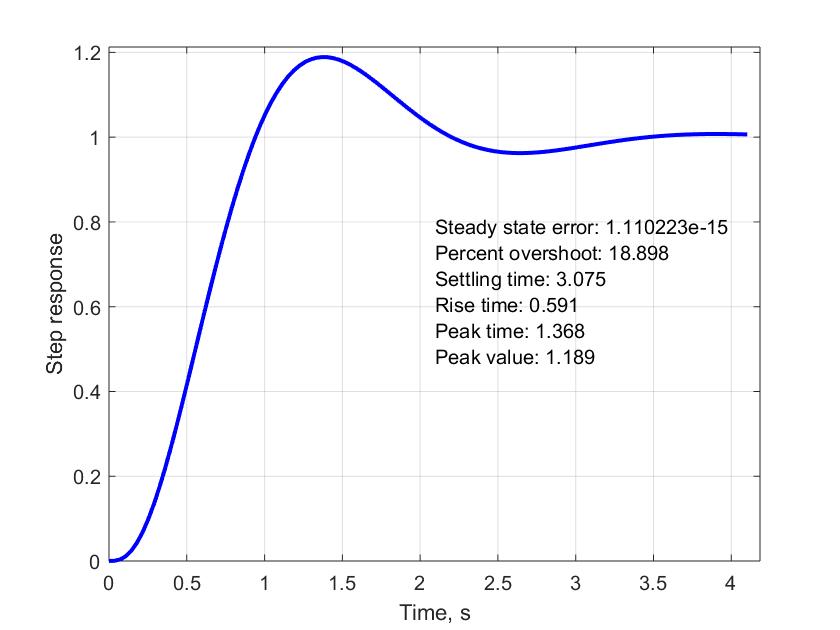 1.2
1
0.8
0.6
0.4
0.2
0
Step response
Steady state error: 1.110223e-15
Percent overshoot: 18.898
Settling time: 3.075
Rise time: 0.591
Peak time: 1.368
Peak value: 1.189
0 0.5 1 1.5 2 2.5 3 3.5 4
Time, s